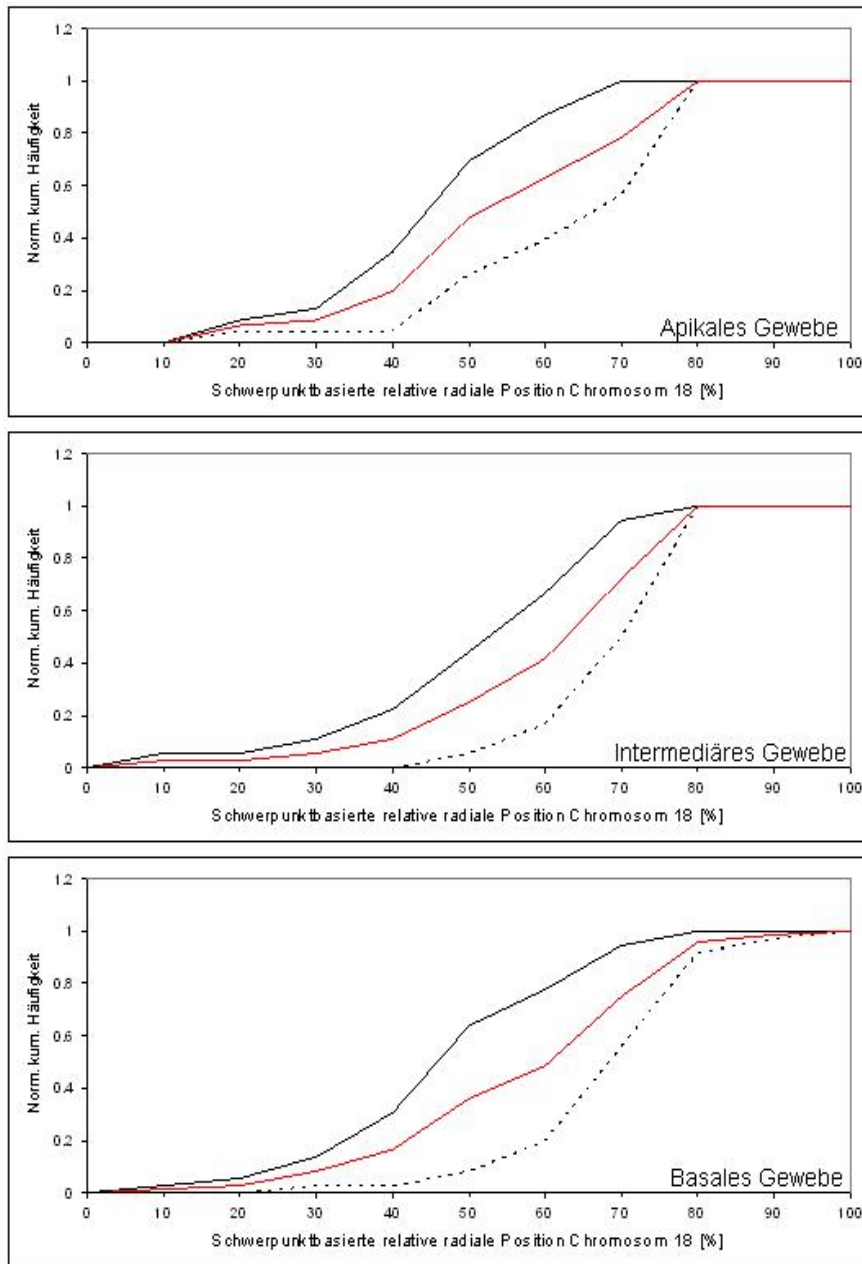 1.2
1
0.8
0.6
0.4
0.2
0
Norm. kum. Häufigkeit
Apikales Gewebe
0 10 20 30 40 50 60 70 80 90 100
Schwerpunktbasierte relative radiale Position Chromosom 18 [%]
1.2
1
0.8
0.6
0.4
0.2
0
Norm. kum. Häufigkeit
Intermediäres Gewebe
0 10 20 30 40 50 60 70 80 90 100
Schwerpunktbasierte relative radiale Position Chromosom 18 [%]
1.2
1
0.8
0.6
0.4
0.2
0
Norm. kum. Häufigkeit
Basales Gewebe
0 10 20 30 40 50 60 70 80 90 100
Schwerpunktbasierte relative radiale Position Chromosom 18 [%]